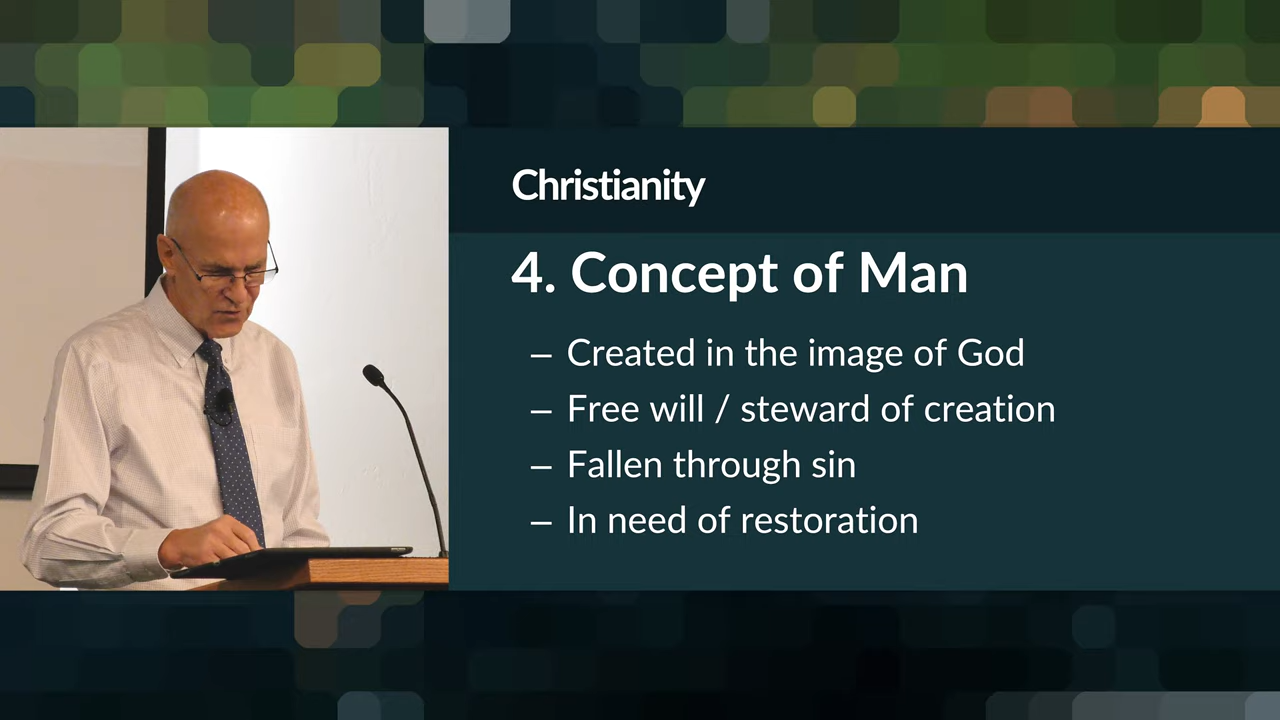 Christianity
4. Concept of Man
– Created in the image of God
– Free will / steward of creation
– Fallen through sin
– In need of restoration